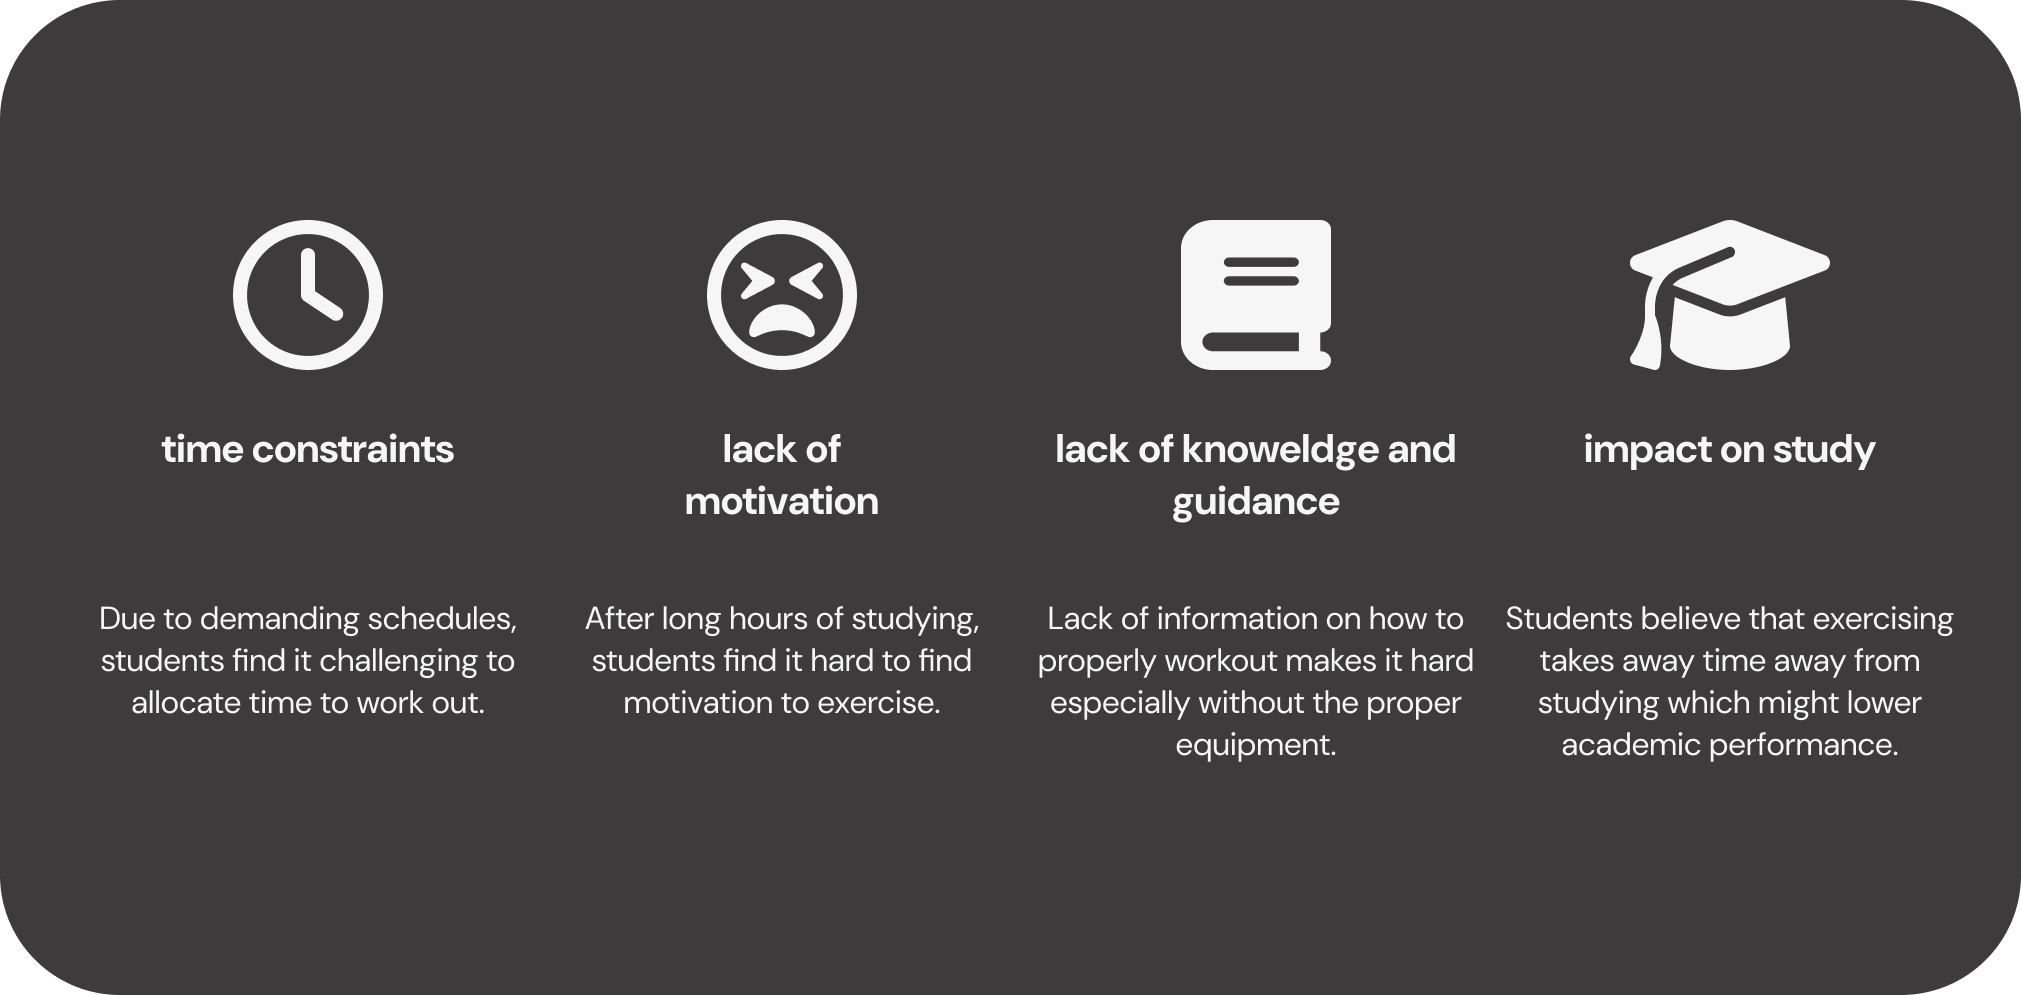 time constraints
Due to demanding schedules,
students find it challenging to
allocate time to work out.
lack of
motivation
After long hours of studying,
students find it hard to find
motivation to exercise.
lack of knoweldge and
guidance
Lack of information on how to
properly workout makes it hard
especially without the proper
equipment.
impact on study
Students believe that exercising
takes away time away from
studying which might lower
academic performance.